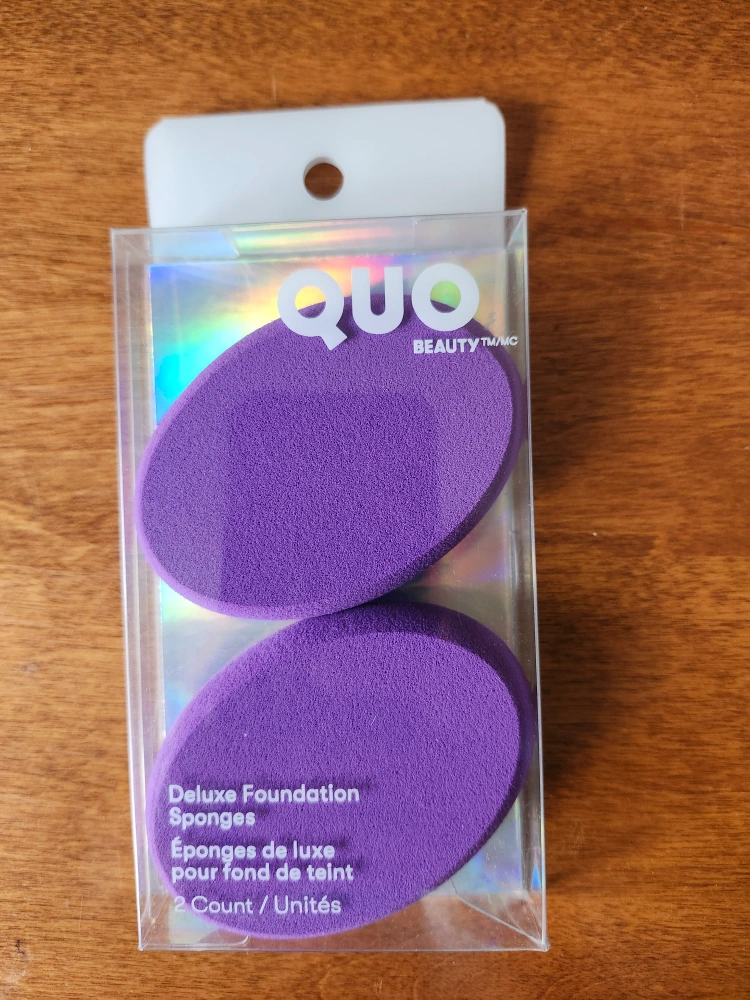 QUO
BEAUTY™/MC
Deluxe Foundation
Sponges
Éponges de luxe
pour fond de teint
2 Count / Unités